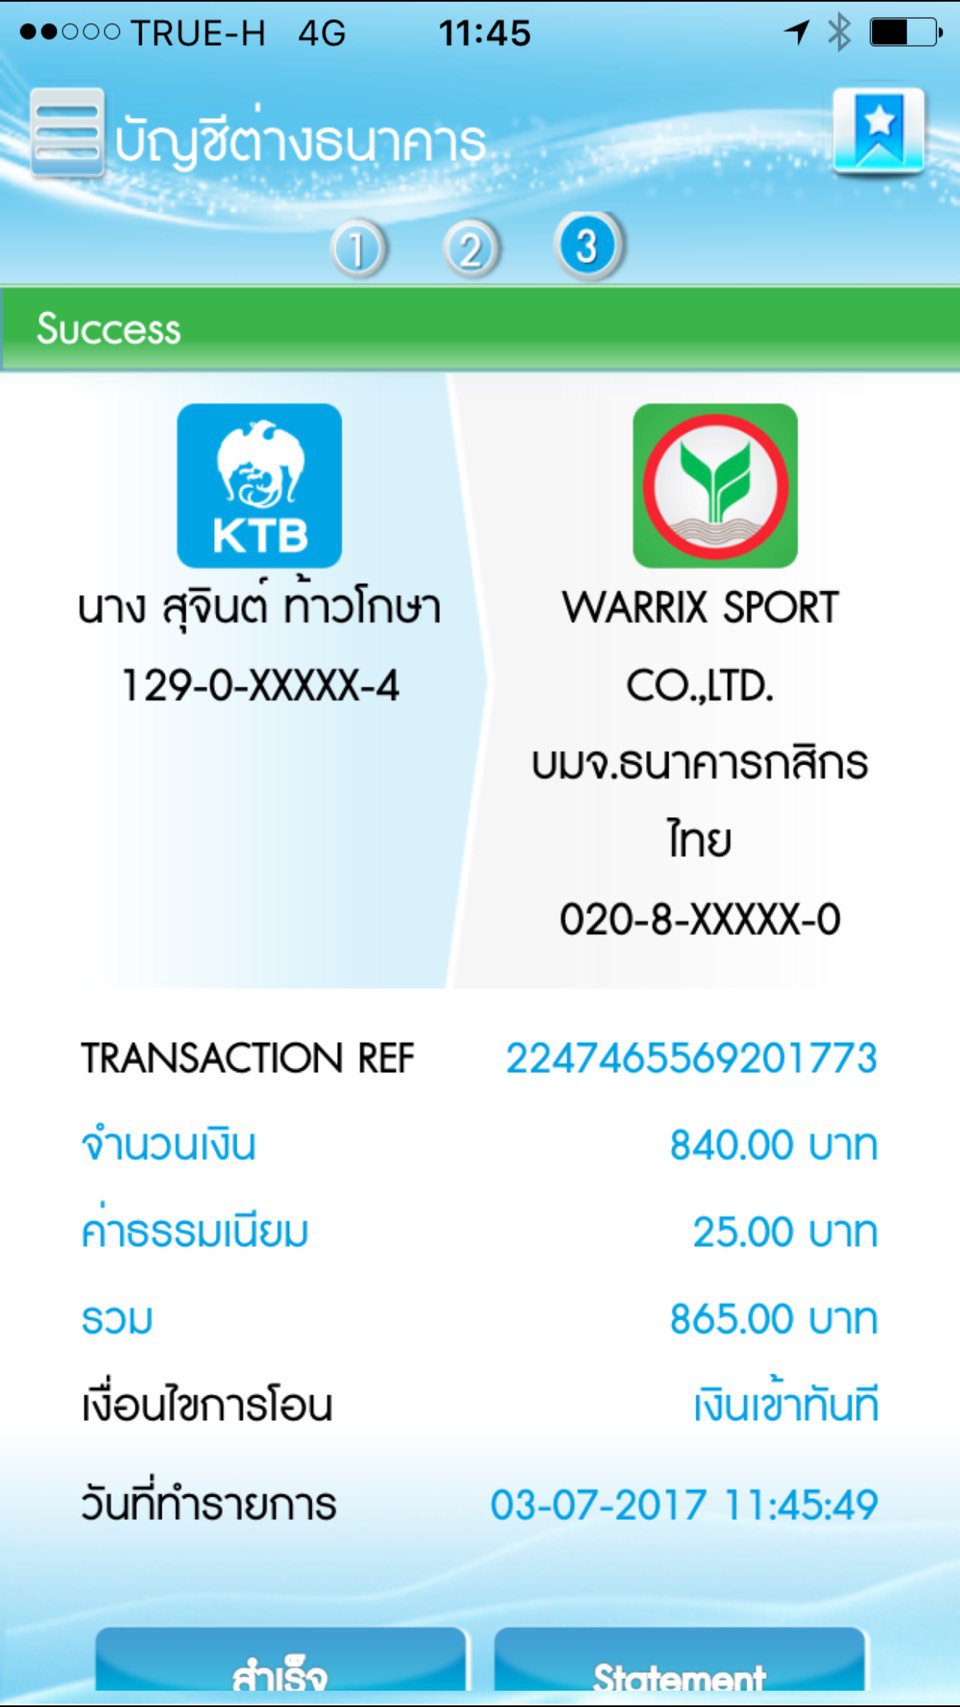 TRUE-H 4G 11:45
บัญชีต่างธนาคาร
1 2 3
Success
KTB
นาง สุจินต์ ท้าวโกษา
129-0-XXXXX-4
WARRIX SPORT
CO.,LTD.
บมจ.ธนาคารกสิกร
ไทย
020-8-XXXXX-0
TRANSACTION REF 2247465569201773
จำนวนเงิน 840.00 บาท
ค่าธรรมเนียม 25.00 บาท
รวม 865.00 บาท
เงื่อนไขการโอน เงินเข้าทันที
วันที่ทำรายการ 03-07-2017 11:45:49
สำเร็จ Statement